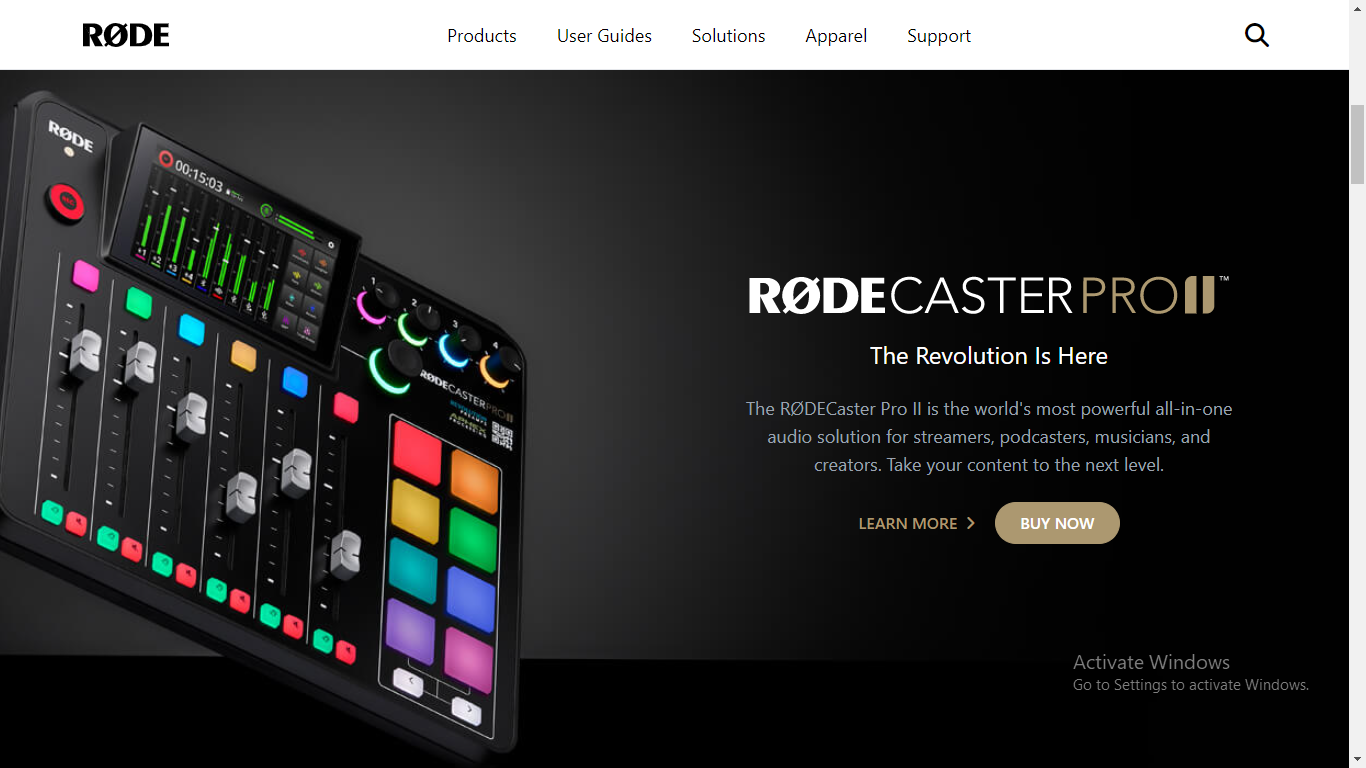 RØDE
Products
User Guides
Solutions
Apparel
Support
RØDE
00:15:03
1
2
3
4
RØDECASTER PRO II
RØDECASTER PRO II™
The Revolution Is Here
The RØDECaster Pro II is the world's most powerful all-in-one
audio solution for streamers, podcasters, musicians, and
creators. Take your content to the next level.
LEARN MORE
BUY NOW
Activate Windows
Go to Settings to activate Windows.